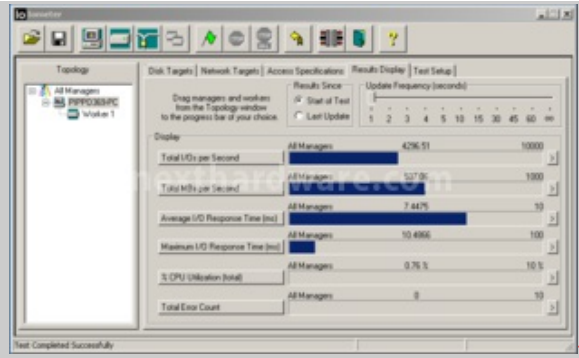 Iometer
Topology
All Managers
PIPPO369-PC
Worker 1
Disk Targets
Network Targets
Access Specifications
Results Display
Test Setup
Drag managers and workers
from the Topology window
to the progress bar of your choice.
Results Since
Start of Test
Last Update
Update Frequency (seconds)
1 2 3 4 5 10 15 30 45 60 ∞
Display
All Managers 4296.51 10000
Total I/Os per Second
All Managers 537.06 1000
Total MBs per Second
All Managers 7.4475 10
Average I/O Response Time (ms)
All Managers 10.4866 100
Maximum I/O Response Time (ms)
All Managers 0.76 % 10 %
% CPU Utilization (total)
All Managers 0 10
Total Error Count
Test Completed Successfully
nexthardware.com